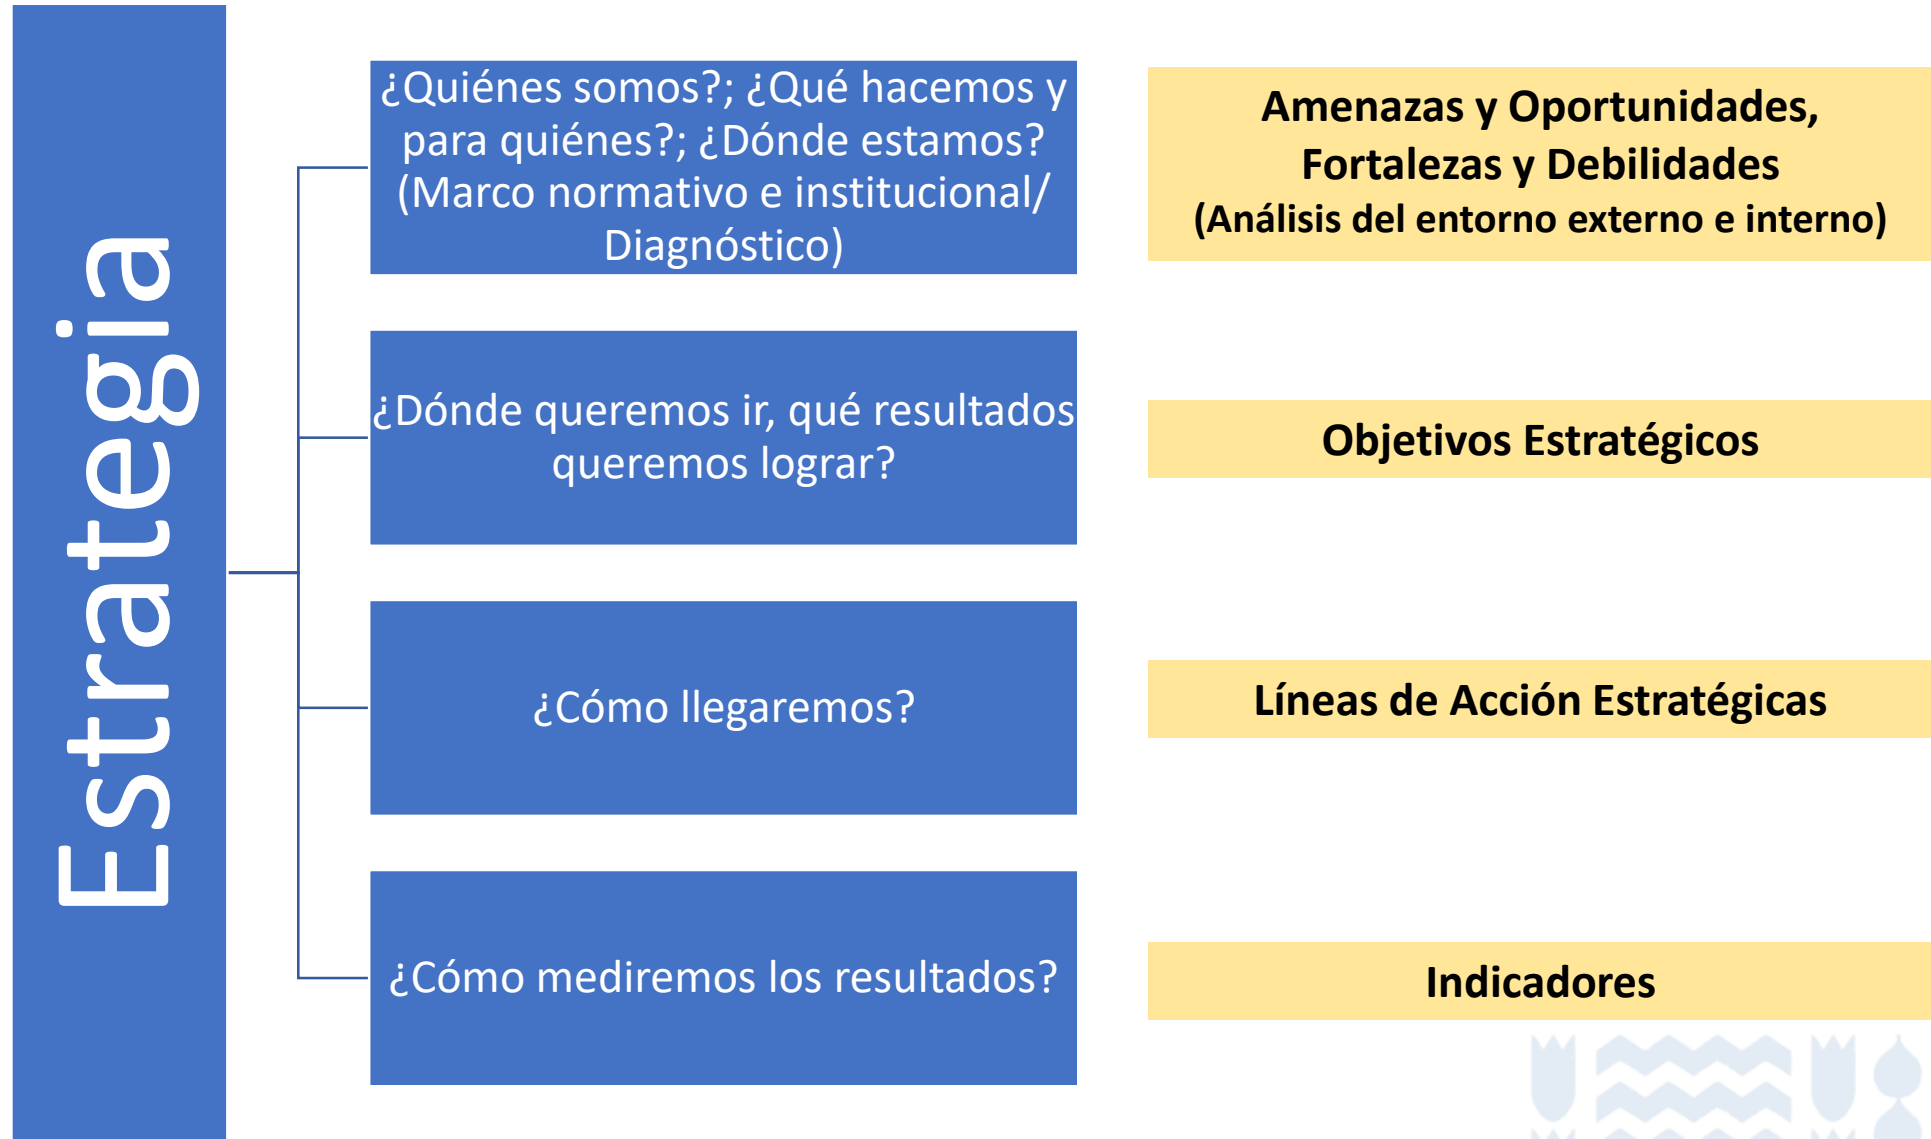 Estrategia
¿Quiénes somos?; ¿Qué hacemos y
para quiénes?; ¿Dónde estamos?
(Marco normativo e institucional/
Diagnóstico)
Amenazas y Oportunidades,
Fortalezas y Debilidades
(Análisis del entorno externo e interno)
¿Dónde queremos ir, qué resultados
queremos lograr?
Objetivos Estratégicos
¿Cómo llegaremos?
Líneas de Acción Estratégicas
¿Cómo mediremos los resultados?
Indicadores